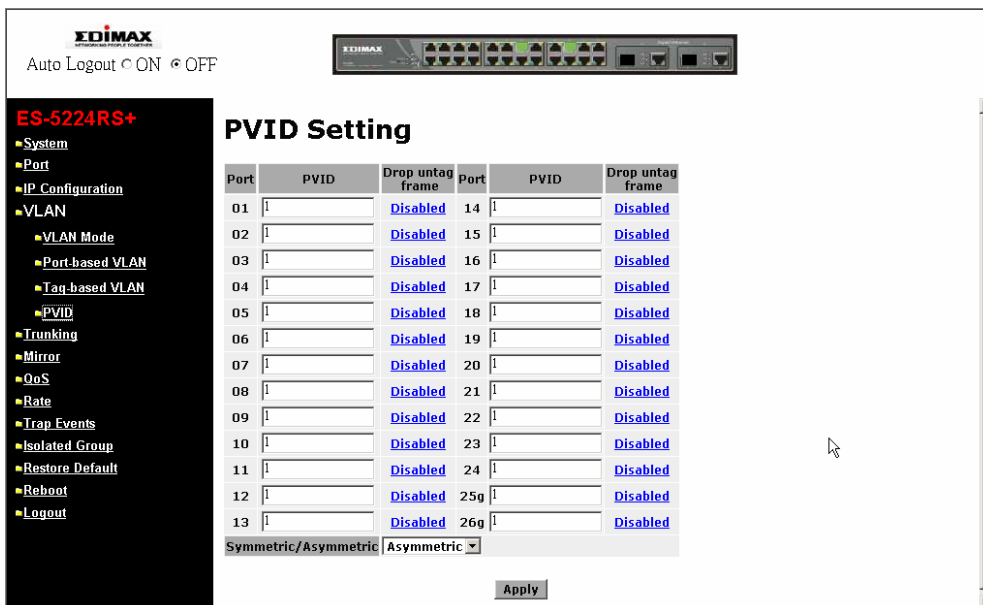 EDIMAX
NETWORKING PEOPLE TOGETHER
Auto Logout ON OFF
EDIMAX
ES-5224RS+
System
Port
IP Configuration
VLAN
VLAN Mode
Port-based VLAN
Tag-based VLAN
PVID
Trunking
Mirror
QoS
Rate
Trap Events
Isolated Group
Restore Default
Reboot
Logout
PVID Setting
Port PVID Drop untag frame Port PVID Drop untag frame
01 1 Disabled 14 1 Disabled
02 1 Disabled 15 1 Disabled
03 1 Disabled 16 1 Disabled
04 1 Disabled 17 1 Disabled
05 1 Disabled 18 1 Disabled
06 1 Disabled 19 1 Disabled
07 1 Disabled 20 1 Disabled
08 1 Disabled 21 1 Disabled
09 1 Disabled 22 1 Disabled
10 1 Disabled 23 1 Disabled
11 1 Disabled 24 1 Disabled
12 1 Disabled 25g 1 Disabled
13 1 Disabled 26g 1 Disabled
Symmetric/Asymmetric Asymmetric
Apply